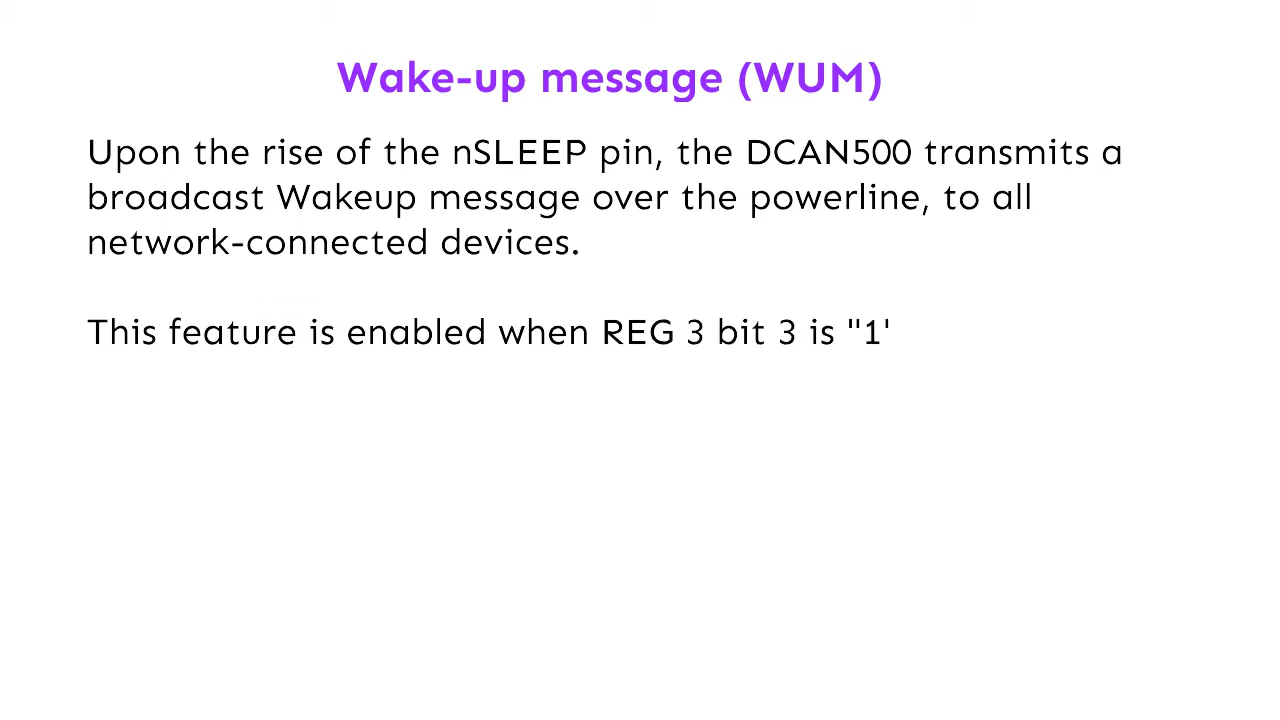 Wake-up message (WUM)
Upon the rise of the nSLEEP pin, the DCAN500 transmits a
broadcast Wakeup message over the powerline, to all
network-connected devices.
This feature is enabled when REG 3 bit 3 is "1'